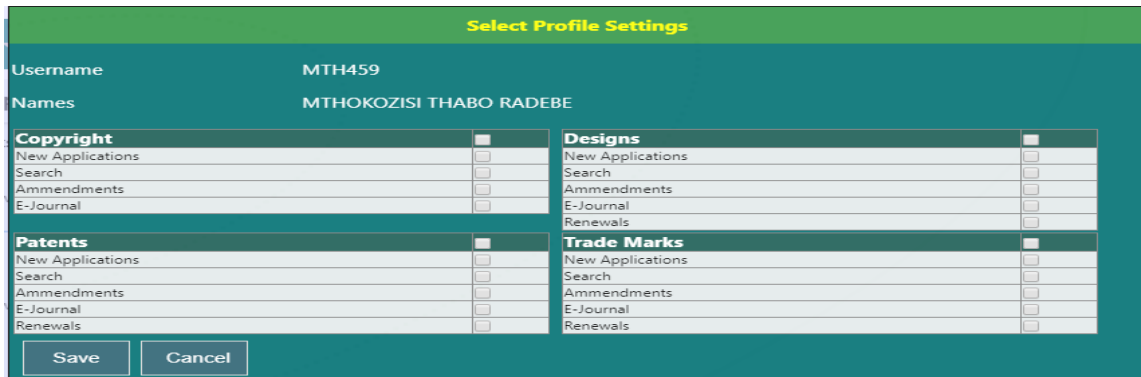 Select Profile Settings
Username MTH459
Names MTHOKOZISI THABO RADEBE
Copyright
New Applications
Search
Ammendments
E-Journal
Designs
New Applications
Search
Ammendments
E-Journal
Renewals
Patents
New Applications
Search
Ammendments
E-Journal
Renewals
Trade Marks
New Applications
Search
Ammendments
E-Journal
Renewals
Save Cancel